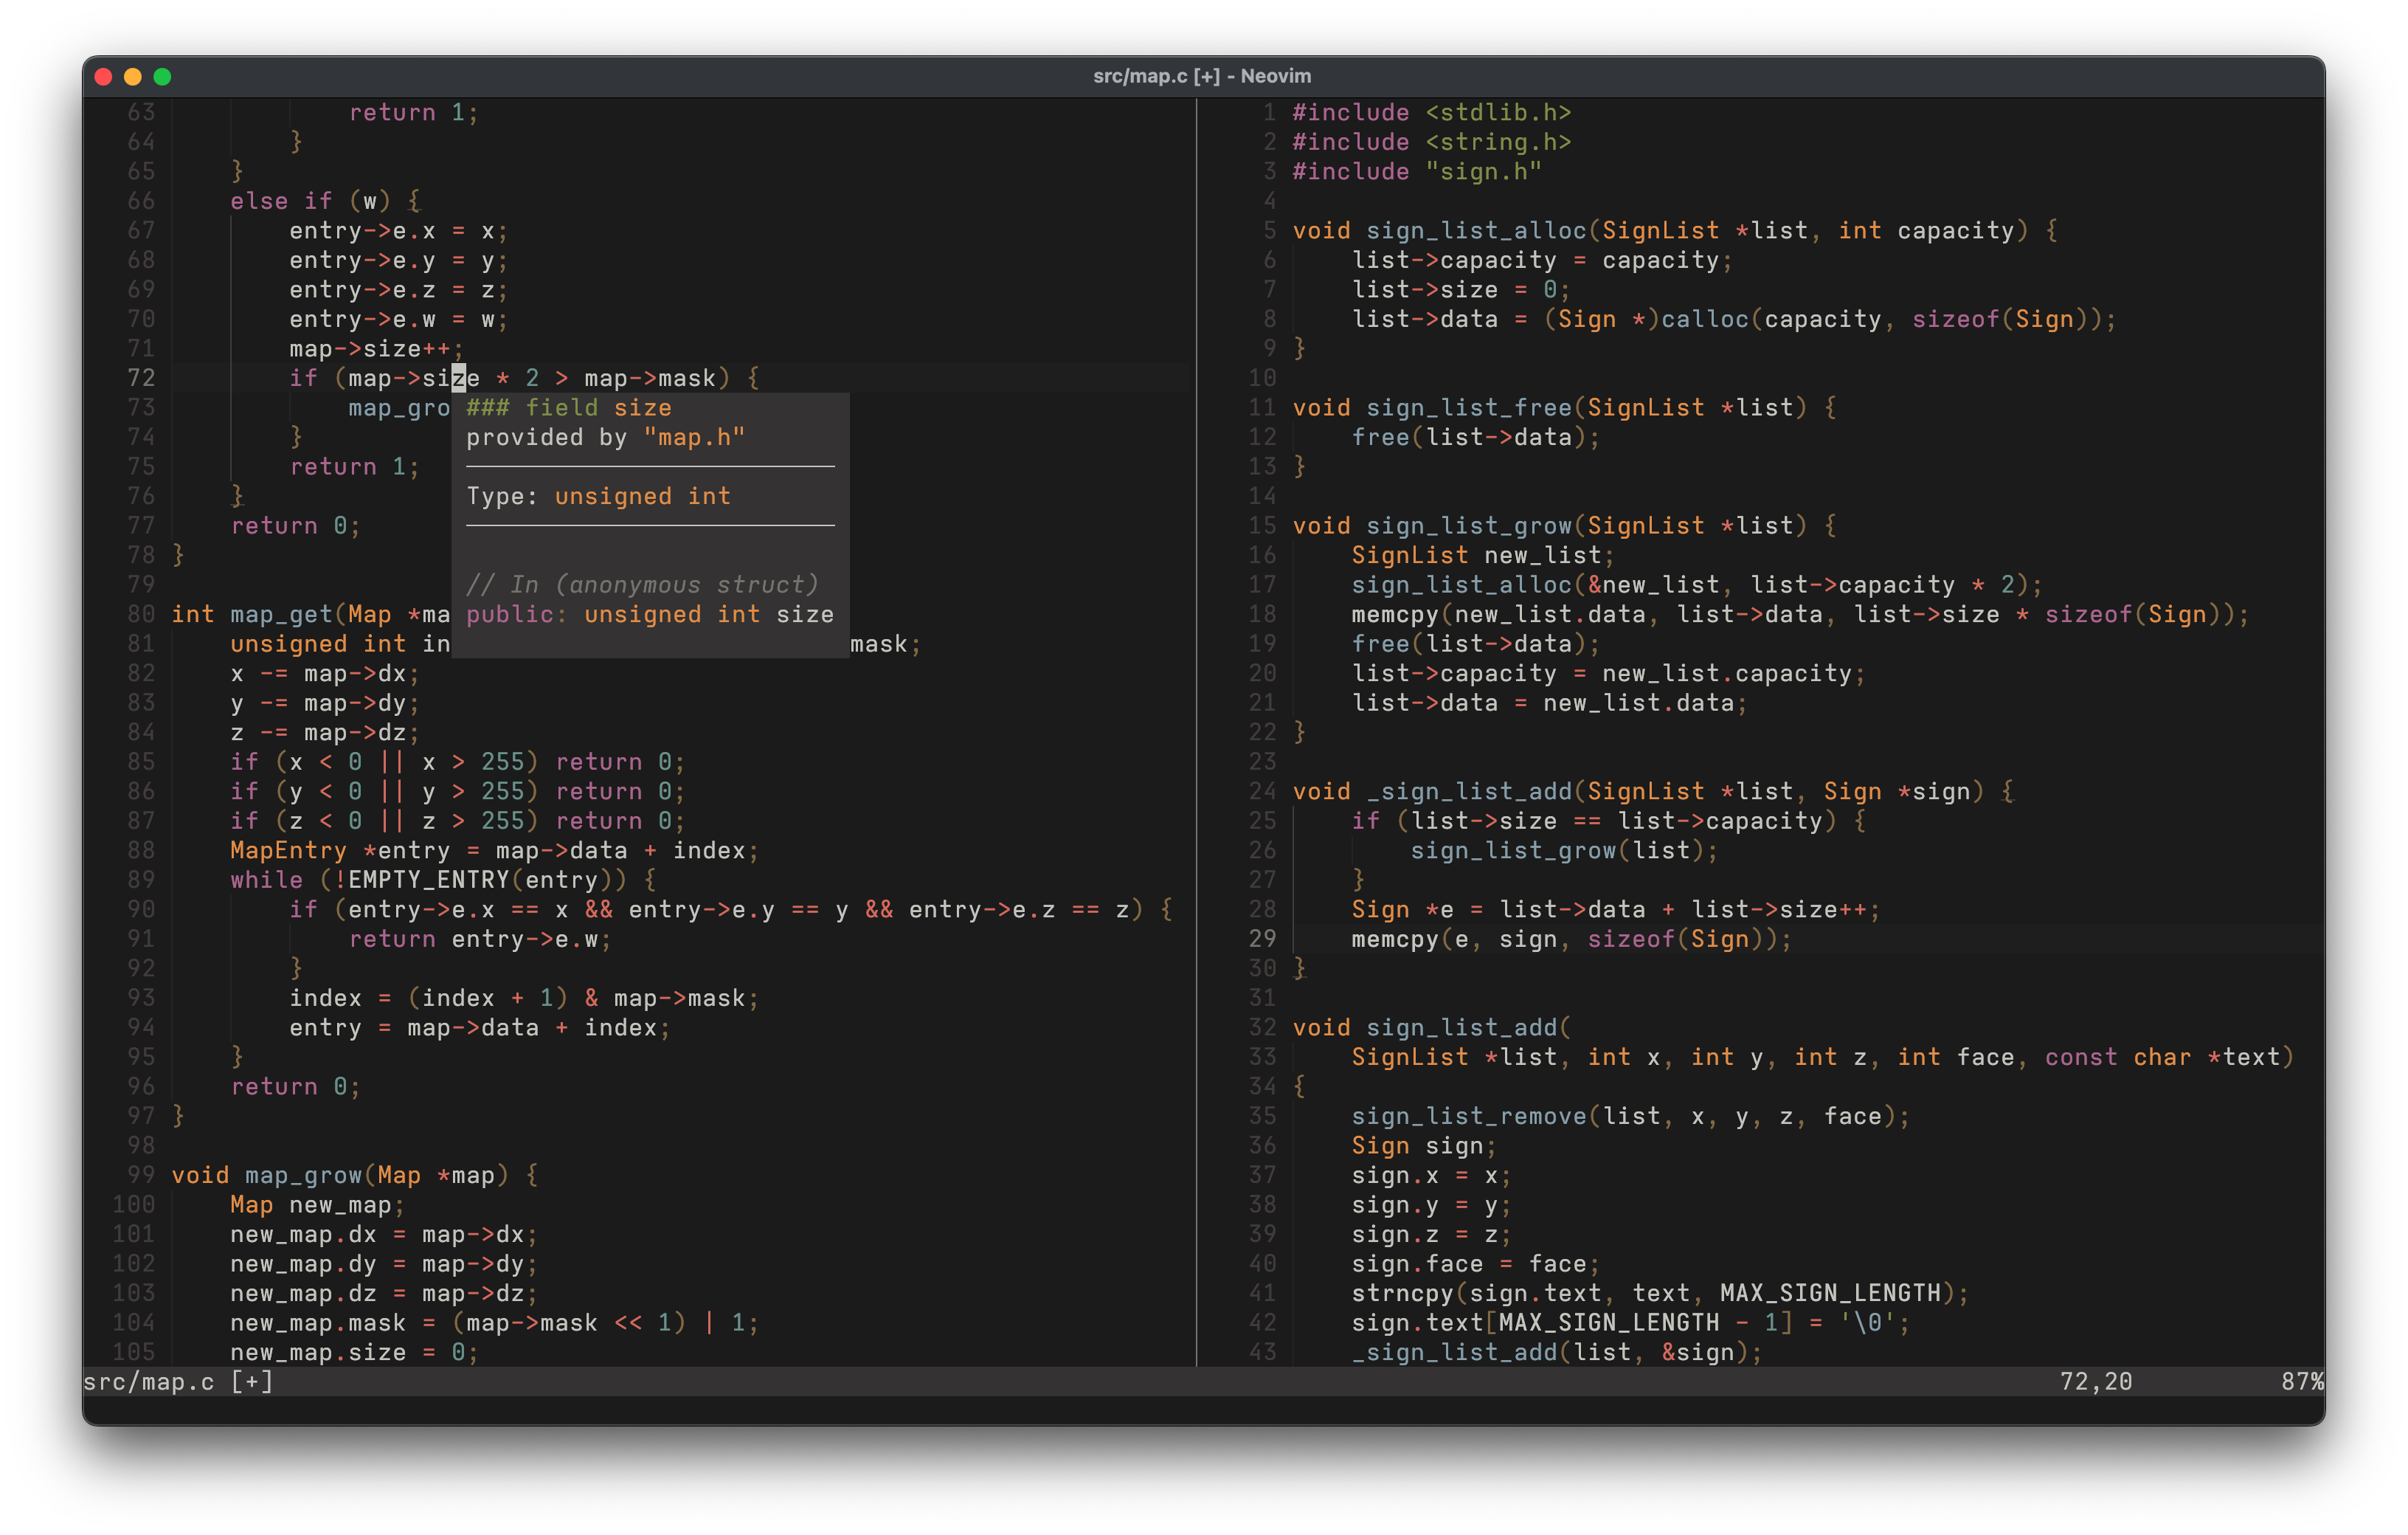 src/map.c [+] - Neovim
63             return 1;
64         }
65     }
66     else if (w) {
67         entry->e.x = x;
68         entry->e.y = y;
69         entry->e.z = z;
70         entry->e.w = w;
71         map->size++;
72         if (map->size * 2 > map->mask) {
73             map_gro
74         }
75         return 1;
76     }
77     return 0;
78 }
79
80 int map_get(Map *ma
81     unsigned int in                           mask;
82     x -= map->dx;
83     y -= map->dy;
84     z -= map->dz;
85     if (x < 0 || x > 255) return 0;
86     if (y < 0 || y > 255) return 0;
87     if (z < 0 || z > 255) return 0;
88     MapEntry *entry = map->data + index;
89     while (!EMPTY_ENTRY(entry)) {
90         if (entry->e.x == x && entry->e.y == y && entry->e.z == z) {
91             return entry->e.w;
92         }
93         index = (index + 1) & map->mask;
94         entry = map->data + index;
95     }
96     return 0;
97 }
98
99 void map_grow(Map *map) {
100     Map new_map;
101     new_map.dx = map->dx;
102     new_map.dy = map->dy;
103     new_map.dz = map->dz;
104     new_map.mask = (map->mask << 1) | 1;
105     new_map.size = 0;
### field size
provided by "map.h"
Type: unsigned int
// In (anonymous struct)
public: unsigned int size
1 #include <stdlib.h>
2 #include <string.h>
3 #include "sign.h"
4
5 void sign_list_alloc(SignList *list, int capacity) {
6     list->capacity = capacity;
7     list->size = 0;
8     list->data = (Sign *)calloc(capacity, sizeof(Sign));
9 }
10
11 void sign_list_free(SignList *list) {
12     free(list->data);
13 }
14
15 void sign_list_grow(SignList *list) {
16     SignList new_list;
17     sign_list_alloc(&new_list, list->capacity * 2);
18     memcpy(new_list.data, list->data, list->size * sizeof(Sign));
19     free(list->data);
20     list->capacity = new_list.capacity;
21     list->data = new_list.data;
22 }
23
24 void _sign_list_add(SignList *list, Sign *sign) {
25     if (list->size == list->capacity) {
26         sign_list_grow(list);
27     }
28     Sign *e = list->data + list->size++;
29     memcpy(e, sign, sizeof(Sign));
30 }
31
32 void sign_list_add(
33     SignList *list, int x, int y, int z, int face, const char *text)
34 {
35     sign_list_remove(list, x, y, z, face);
36     Sign sign;
37     sign.x = x;
38     sign.y = y;
39     sign.z = z;
40     sign.face = face;
41     strncpy(sign.text, text, MAX_SIGN_LENGTH);
42     sign.text[MAX_SIGN_LENGTH - 1] = '\0';
43     _sign_list_add(list, &sign);
src/map.c [+]                    72,20          87%